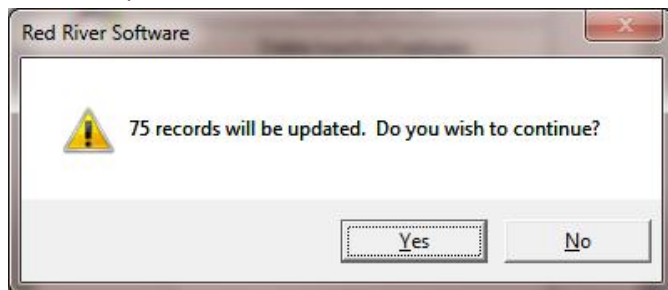 Red River Software
75 records will be updated.  Do you wish to continue?
Yes
No